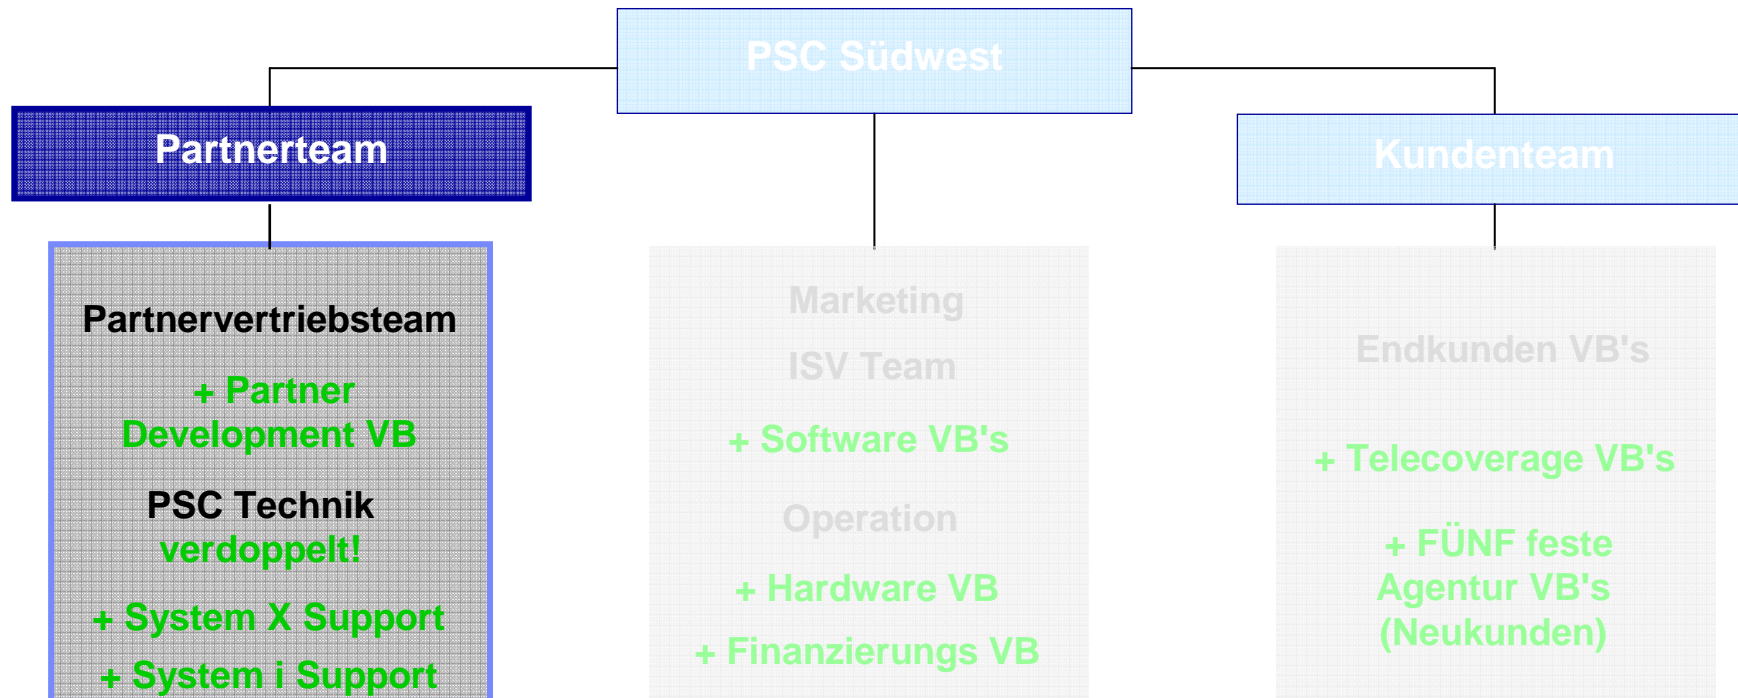 PSC Südwest
Partnerteam
Kundenteam
Partnervertriebsteam
+ Partner
Development VB
PSC Technik
verdoppelt!
+ System X Support
+ System i Support
Marketing
ISV Team
+ Software VB's
Operation
+ Hardware VB
+ Finanzierungs VB
Endkunden VB's
+ Telecoverage VB's
+ FÜNF feste
Agentur VB's
(Neukunden)